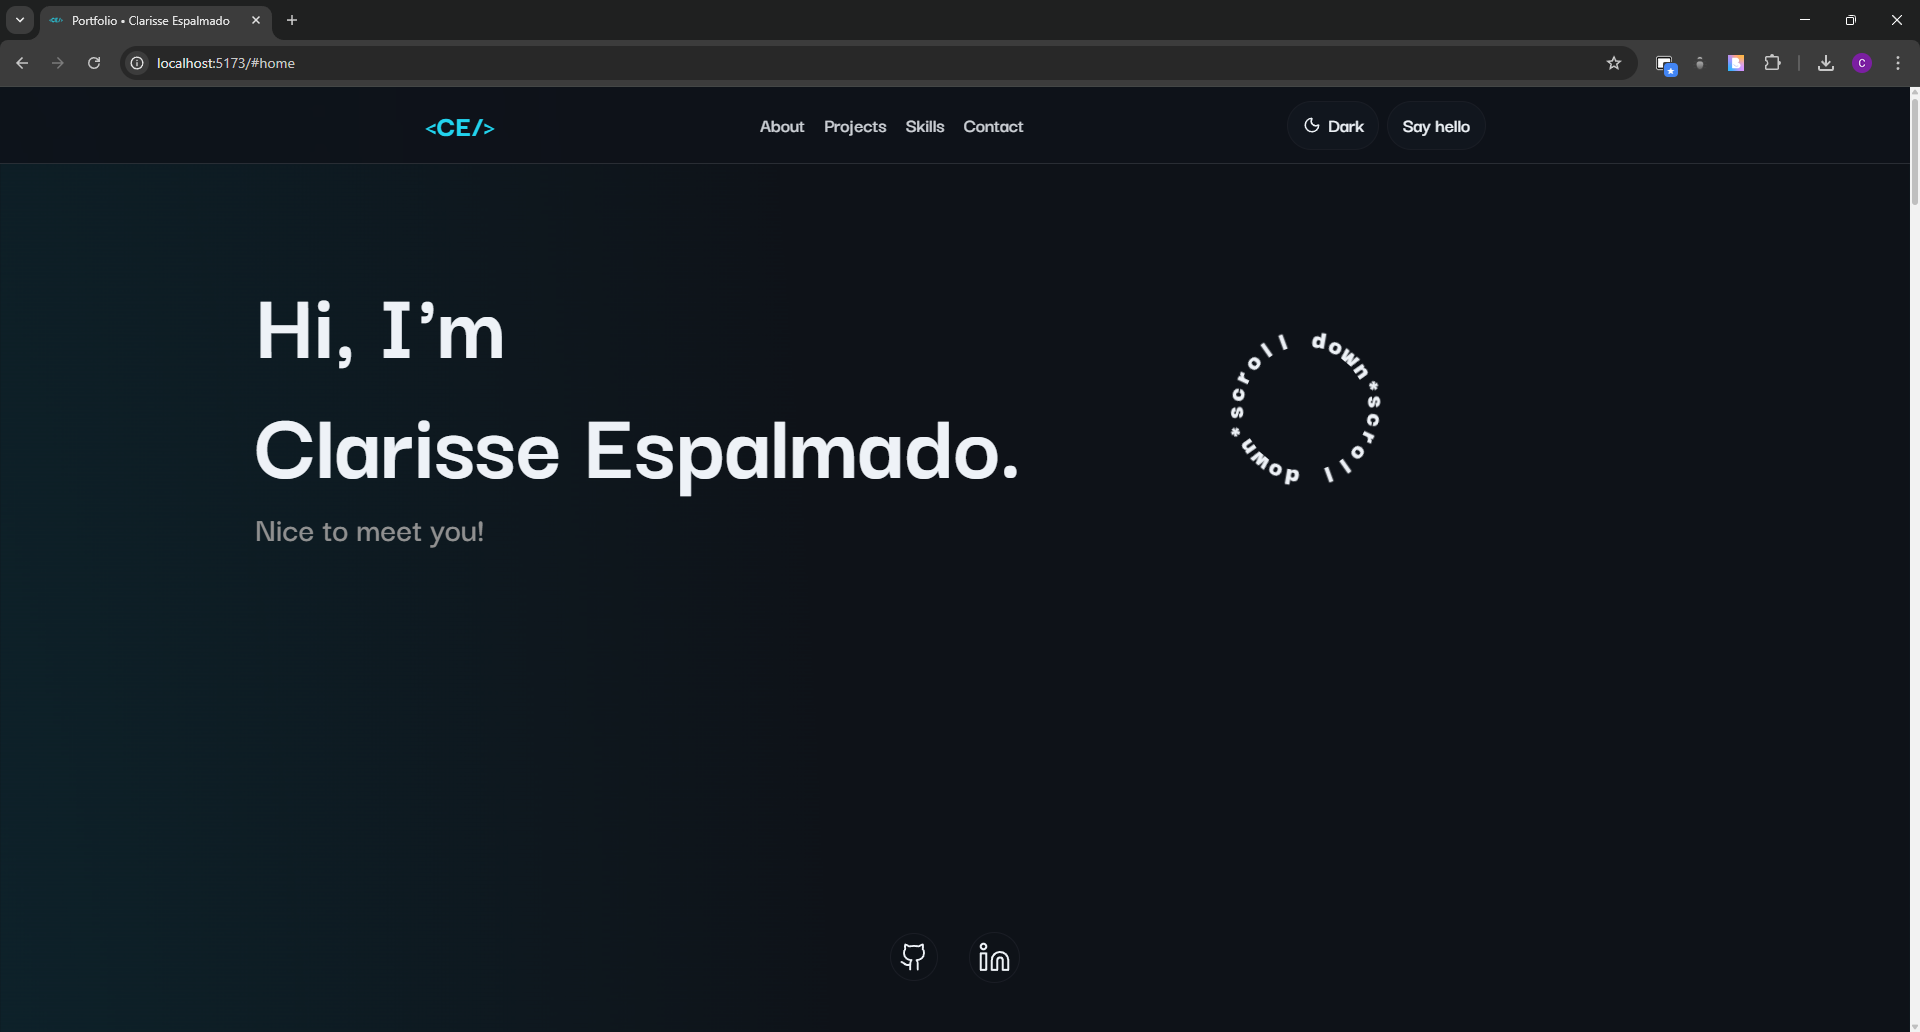 Portfolio • Clarisse Espalmado
localhost:5173/#home
C
<CE/>
About Projects Skills Contact
Dark
Say hello
Hi, I’m
Clarisse Espalmado.
Nice to meet you!
scroll down*scroll down*
in